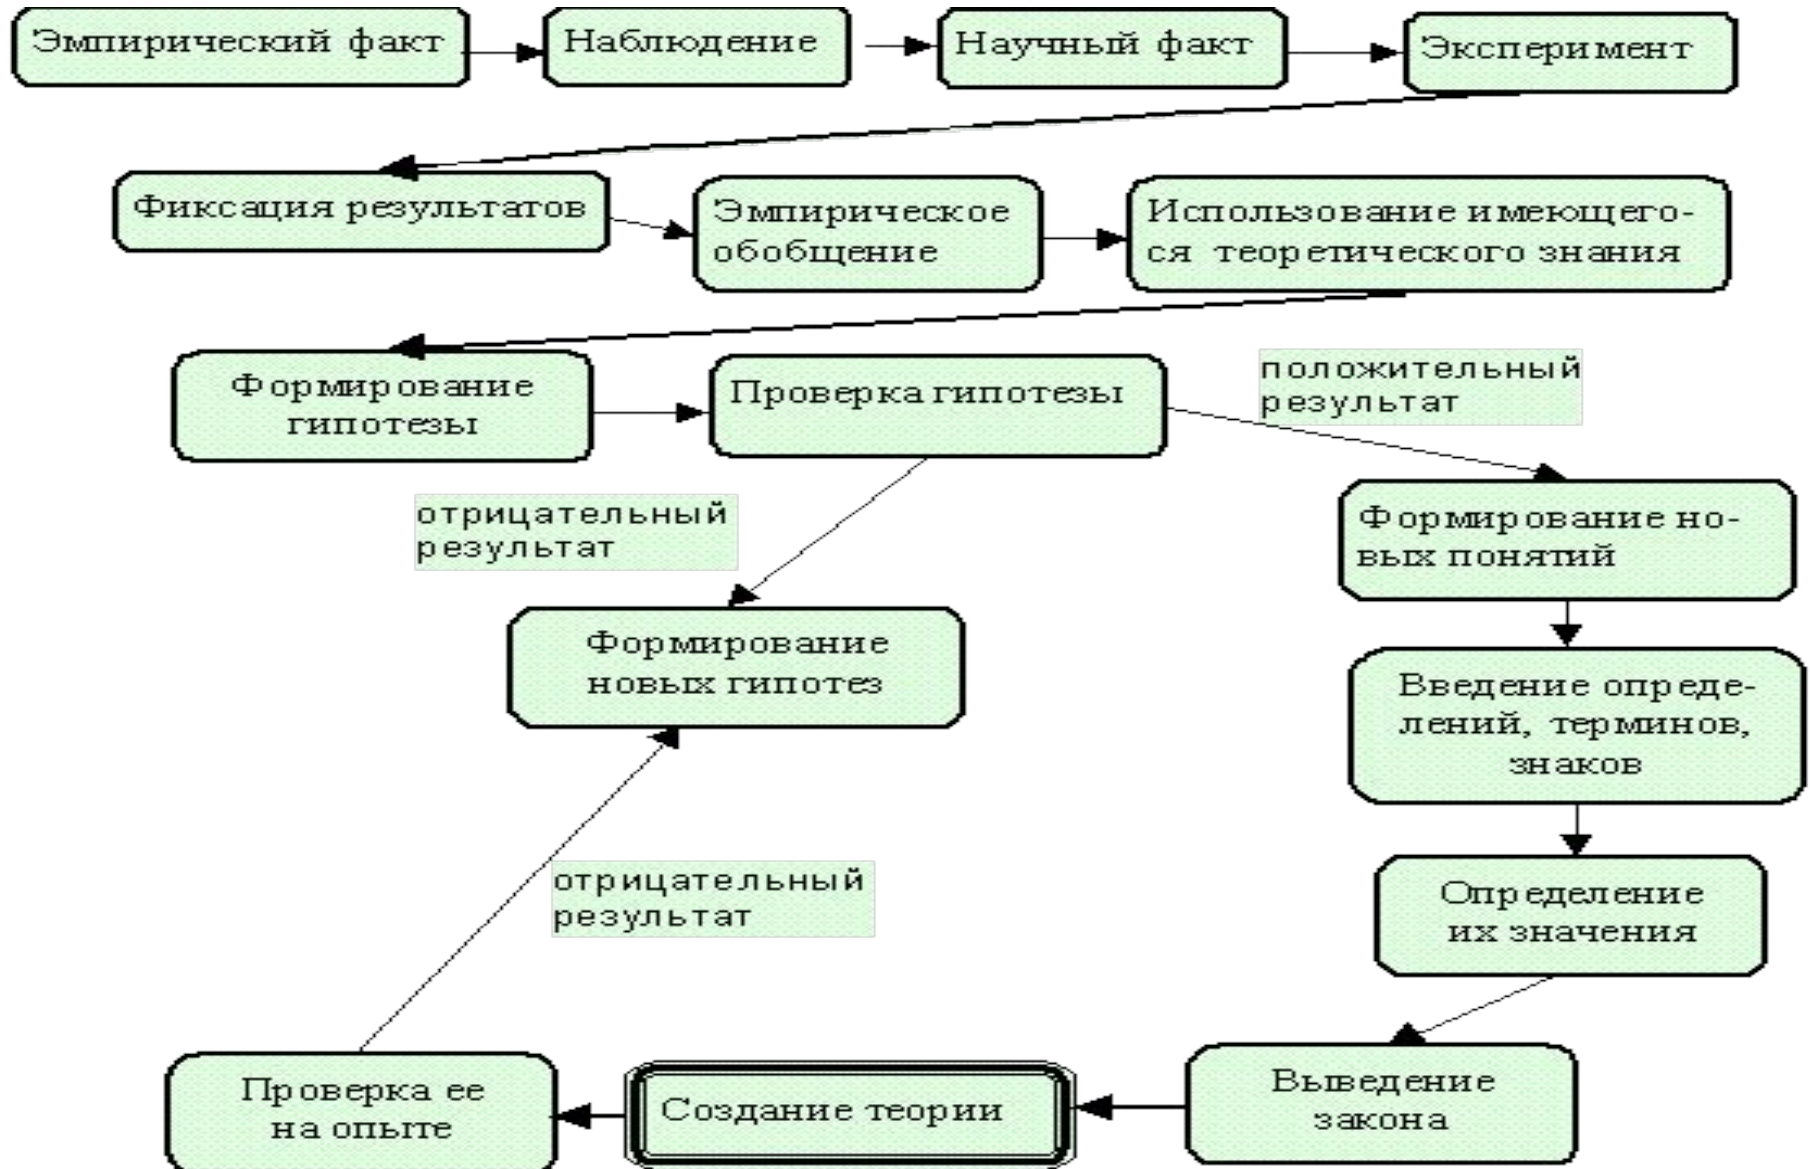 Эмпирический факт
Наблюдение
Научный факт
Эксперимент
Фиксация результатов
Эмпирическое
обобщение
Использование имеющего-
ся теоретического знания
Формирование
гипотезы
Проверка гипотезы
положительный
результат
отрицательный
результат
Формирование но-
вых понятий
Формирование
новых гипотез
Введение опреде-
лений, терминов,
знаков
отрицательный
результат
Определение
их значения
Проверка ее
на опыте
Создание теории
Выведение
закона